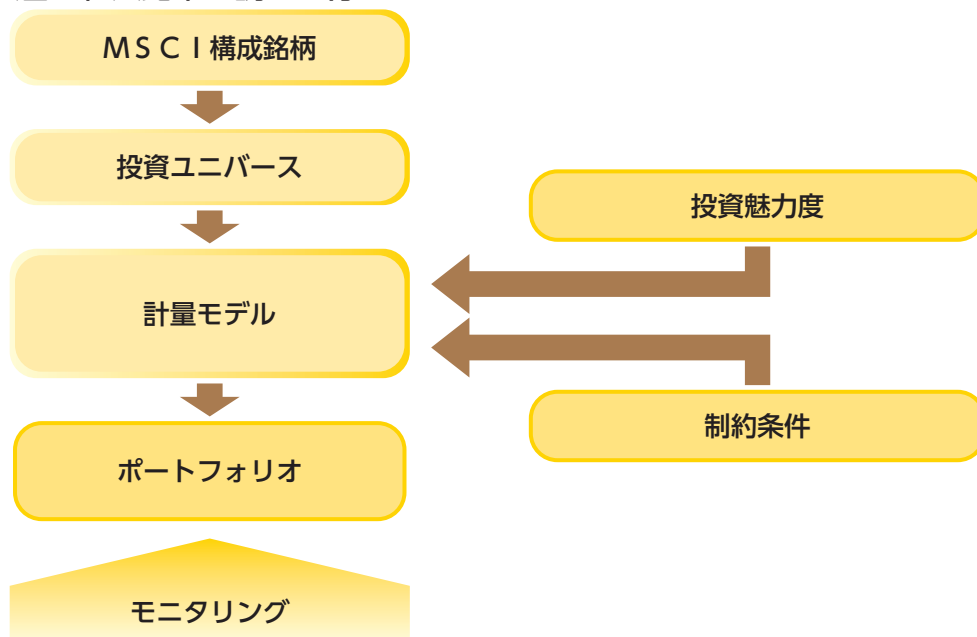 MSCI構成銘柄
投資ユニバース
投資魅力度
計量モデル
制約条件
ポートフォリオ
モニタリング